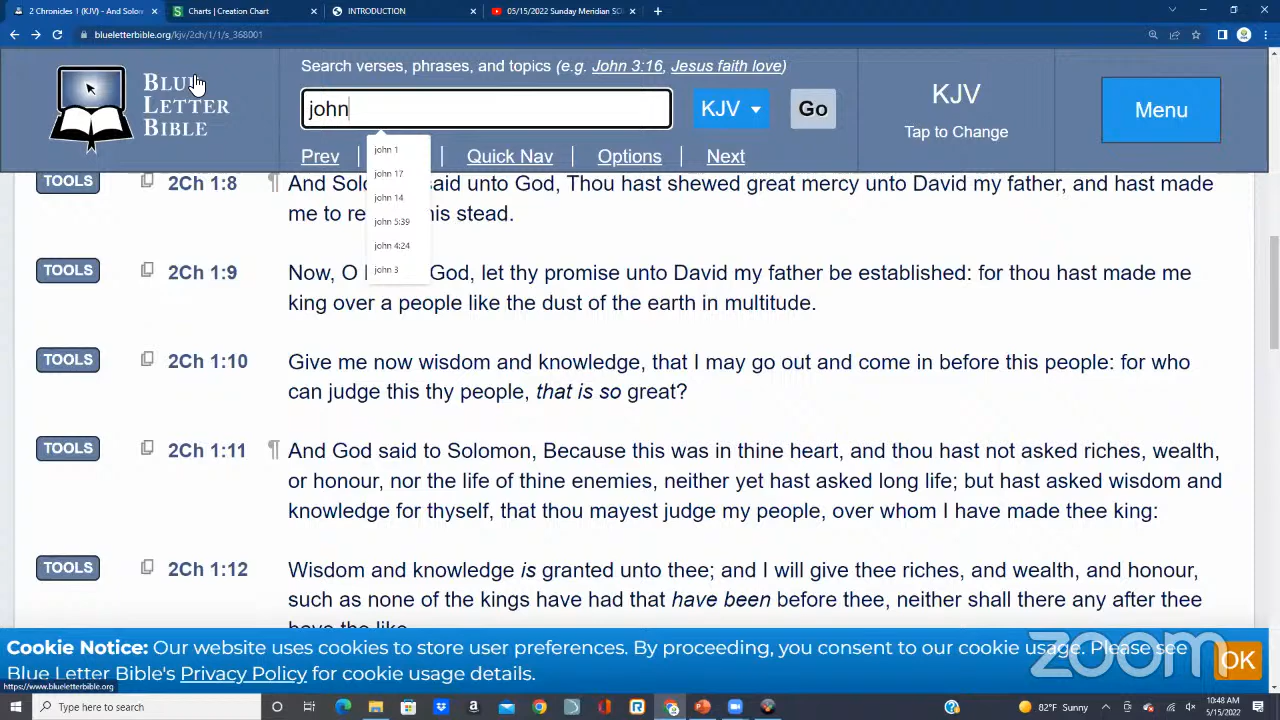 2 Chronicles 1 (KJV) - And Solom
Charts | Creation Chart
INTRODUCTION
05/15/2022 Sunday Meridian S
blueletterbible.org/kjv/2ch/1/1/s_368001
BLUE
LETTER
BIBLE
Search verses, phrases, and topics (e.g. John 3:16, Jesus faith love)
john
KJV
Go
KJV
Tap to Change
Menu
Prev
Quick Nav
Options
Next
john 1
john 17
john 14
john 5:39
john 4:24
john 3
TOOLS 2Ch 1:8 ¶ And said unto God, Thou hast shewed great mercy unto David my father, and hast made
me to stead.
TOOLS 2Ch 1:9 Now, O God, let thy promise unto David my father be established: for thou hast made me
king over a people like the dust of the earth in multitude.
TOOLS 2Ch 1:10 Give me now wisdom and knowledge, that I may go out and come in before this people: for who
can judge this thy people, that is so great?
TOOLS 2Ch 1:11 ¶ And God said to Solomon, Because this was in thine heart, and thou hast not asked riches, wealth,
or honour, nor the life of thine enemies, neither yet hast asked long life; but hast asked wisdom and
knowledge for thyself, that thou mayest judge my people, over whom I have made thee king:
TOOLS 2Ch 1:12 Wisdom and knowledge is granted unto thee; and I will give thee riches, and wealth, and honour,
such as none of the kings have had that have been before thee, neither shall there any after thee
have the like.
Cookie Notice: Our website uses cookies to store user preferences. By proceeding, you consent to our cookie usage. Please see
Blue Letter Bible's Privacy Policy for cookie usage details.
OK
zoom
https://www.blueletterbible.org
Type here to search
82°F Sunny
10:48 AM
5/15/2022